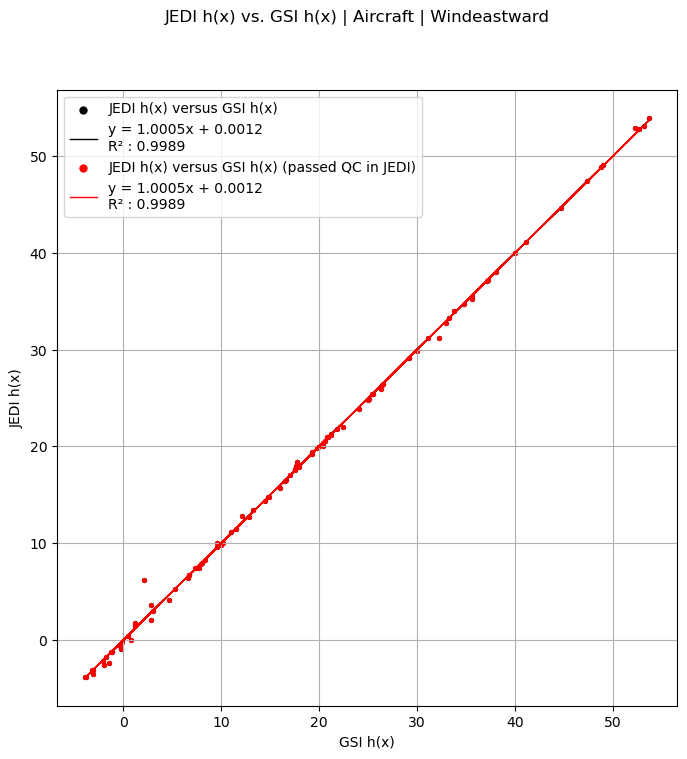 JEDI h(x) vs. GSI h(x) | Aircraft | Windeastward
JEDI h(x) versus GSI h(x)
y = 1.0005x + 0.0012
R² : 0.9989
JEDI h(x) versus GSI h(x) (passed QC in JEDI)
y = 1.0005x + 0.0012
R² : 0.9989
50
40
30
20
10
0
JEDI h(x)
0 10 20 30 40 50
GSI h(x)